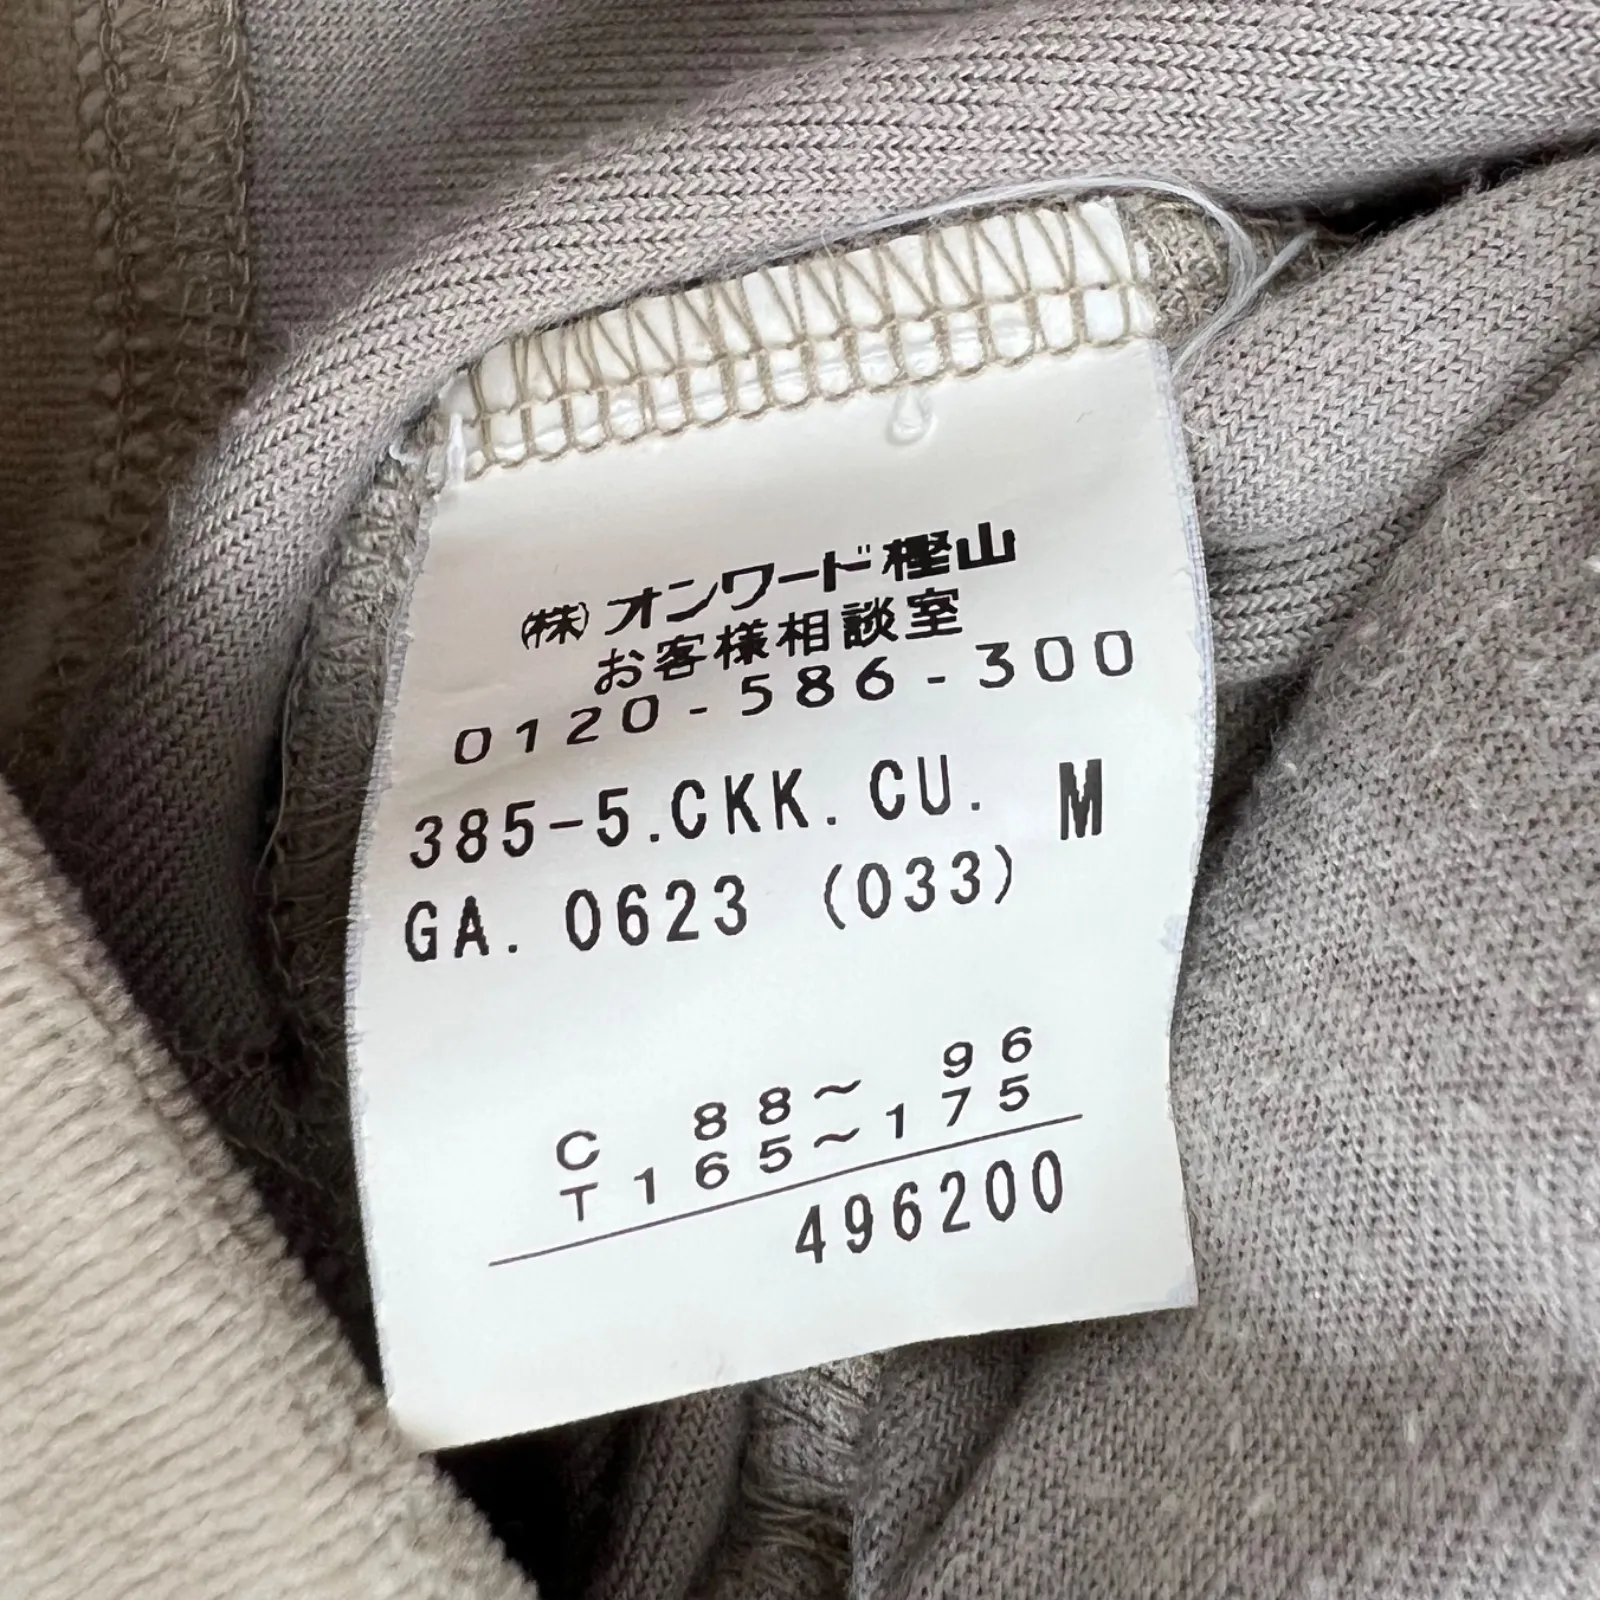 (株)オンワード樫山
お客様相談室
0120-586-300
385-5.CKK.CU. M
GA. 0623 (033)
C 88~ 96
T 165~175
496200